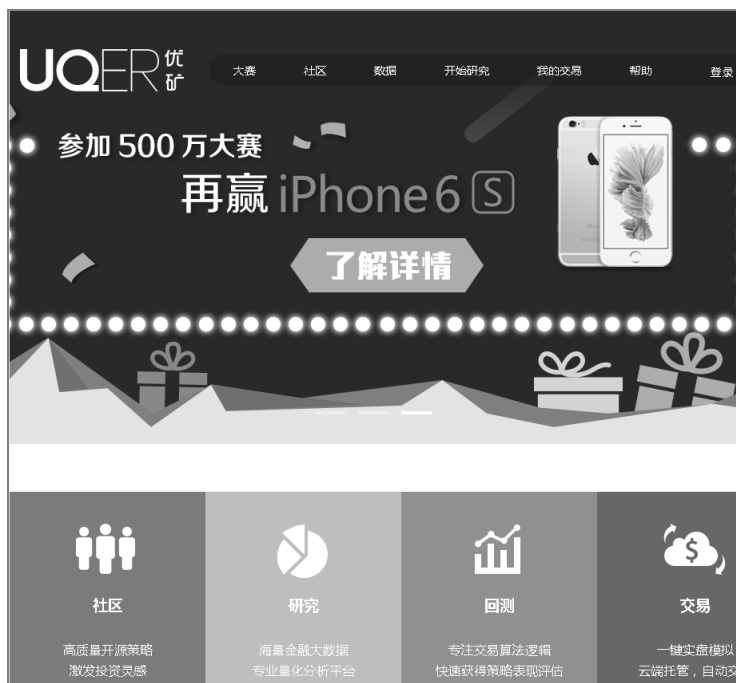 UQER 优矿
大赛 社区 数据 开始研究 我的交易 帮助 登录
参加 500 万大赛
再赢 iPhone 6 S
了解详情
社区 研究 回测 交易
高质量开源策略 海量金融大数据 专注交易算法逻辑 一键实盘模拟
激发投资灵感 专业量化分析平台 快速获得策略表现评估 云端托管，自动交